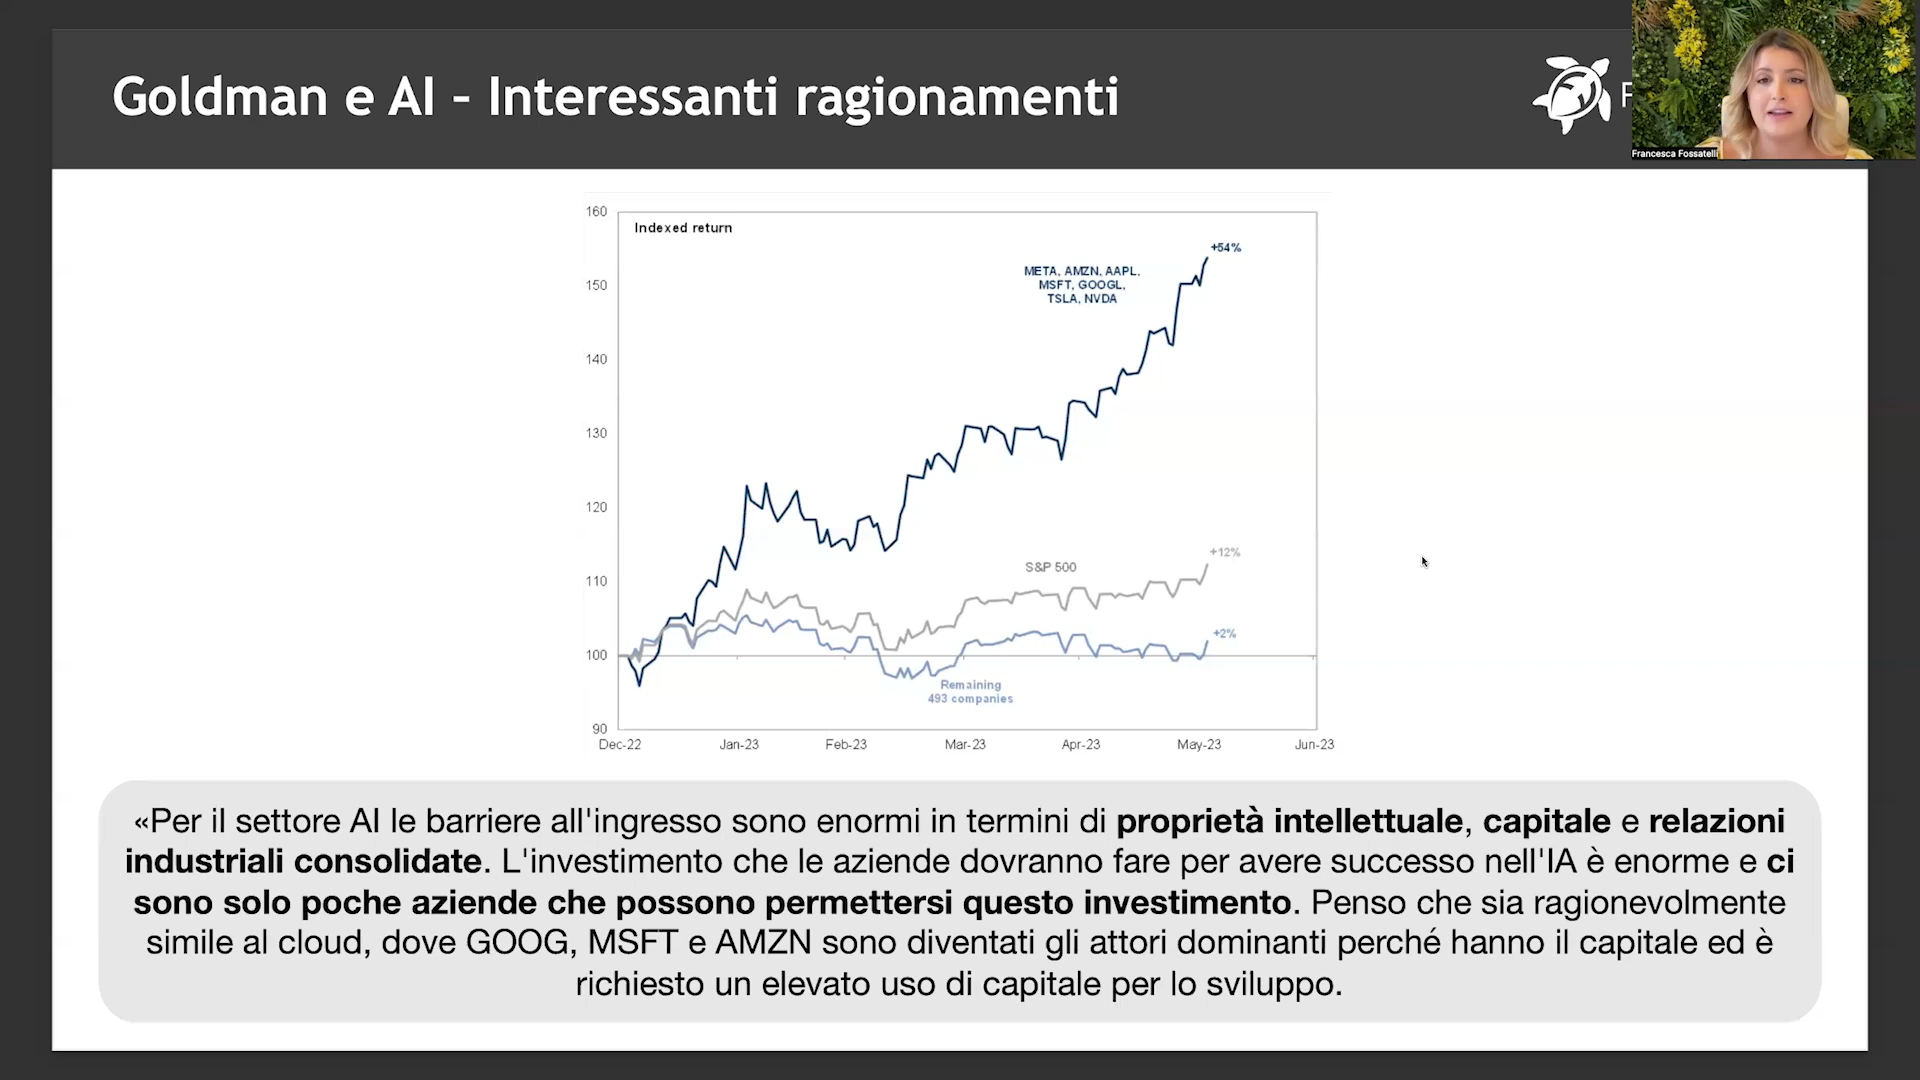 Goldman e AI – Interessanti ragionamenti
F
Francesca Fossatelli
Indexed return
160
150
140
130
120
110
100
90
+54%
META, AMZN, AAPL,
MSFT, GOOGL,
TSLA, NVDA
+12%
S&P 500
+2%
Remaining
493 companies
Dec-22 Jan-23 Feb-23 Mar-23 Apr-23 May-23 Jun-23
«Per il settore AI le barriere all'ingresso sono enormi in termini di proprietà intellettuale, capitale e relazioni
industriali consolidate. L'investimento che le aziende dovranno fare per avere successo nell'IA è enorme e ci
sono solo poche aziende che possono permettersi questo investimento. Penso che sia ragionevolmente
simile al cloud, dove GOOG, MSFT e AMZN sono diventati gli attori dominanti perché hanno il capitale ed è
richiesto un elevato uso di capitale per lo sviluppo.